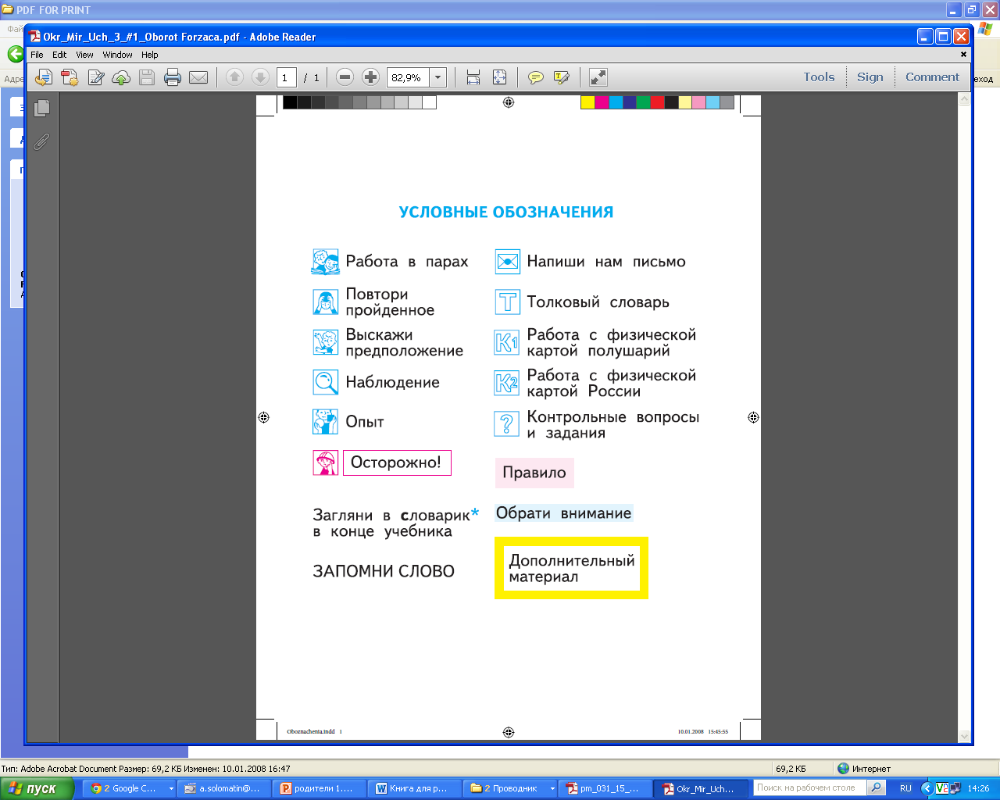 PDF FOR PRINT
Okr_Mir_Uch_3_#1_Oborot Forzaca.pdf - Adobe Reader
File Edit View Window Help
1 / 1 82,9% Tools Sign Comment
УСЛОВНЫЕ ОБОЗНАЧЕНИЯ
Работа в парах
Повтори
пройденное
Выскажи
предположение
Наблюдение
Опыт
Осторожно!
Загляни в словарик*
в конце учебника
ЗАПОМНИ СЛОВО
Напиши нам письмо
Т Толковый словарь
К1 Работа с физической
картой полушарий
К2 Работа с физической
картой России
? Контрольные вопросы
и задания
Правило
Обрати внимание
Дополнительный
материал
Oboznachenia.indd 1 10.01.2008 15:45:55
Тип: Adobe Acrobat Document Размер: 69,2 КБ Изменен: 10.01.2008 16:47 69,2 КБ Интернет
пуск 2 Google C... a.solomatin@... родители 1.... Книга для р... 2 Проводник pm_031_15_... Okr_Mir_Uch... Поиск на рабочем столе RU 14:26